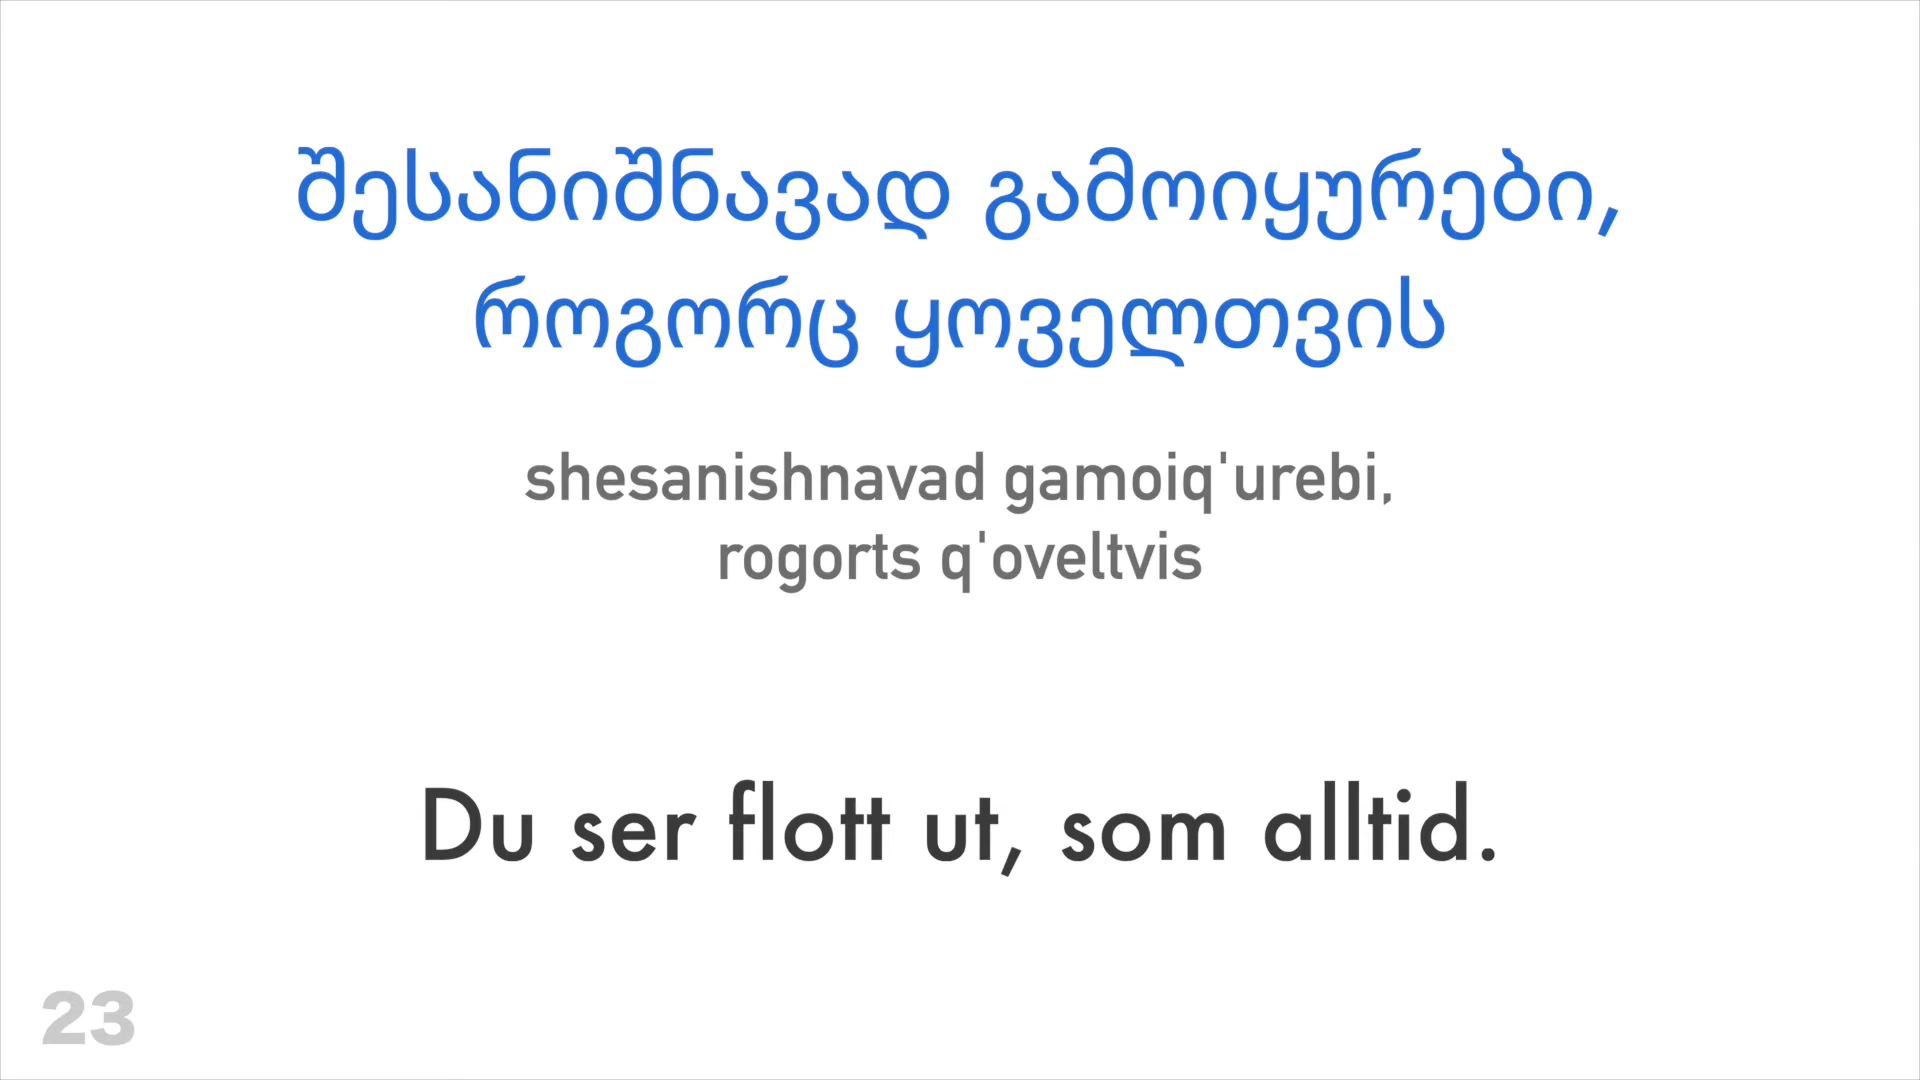 შესანიშნავად გამოიყურები,
როგორც ყოველთვის
shesanishnavad gamoiq'urebi,
rogorts q'oveltvis
Du ser flott ut, som alltid.
23